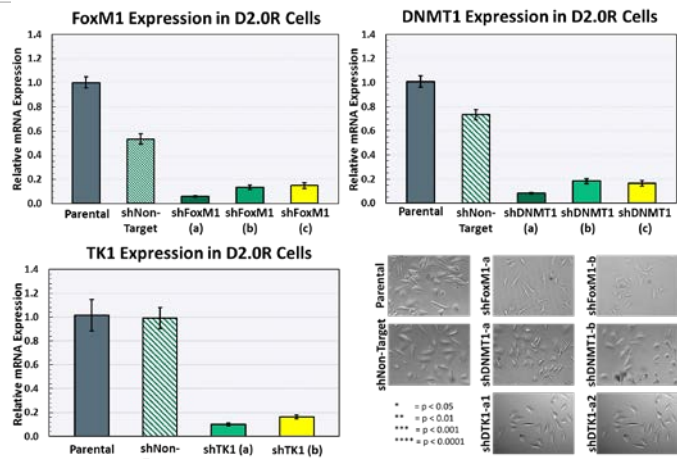 FoxM1 Expression in D2.0R Cells
Relative mRNA Expression
1.4
1.2
1.0
0.8
0.6
0.4
0.2
0.0
Parental
shNon-
Target
shFoxM1
(a)
shFoxM1
(b)
shFoxM1
(c)
DNMT1 Expression in D2.0R Cells
Relative mRNA Expression
1.4
1.2
1.0
0.8
0.6
0.4
0.2
0.0
Parental
shNon-
Target
shDNMT1
(a)
shDNMT1
(b)
shDNMT1
(c)
TK1 Expression in D2.0R Cells
Relative mRNA Expression
1.4
1.2
1.0
0.8
0.6
0.4
0.2
0.0
Parental
shNon-
shTK1 (a)
shTK1 (b)
Parental
shFoxM1-a
shFoxM1-b
shNon-Target
shDNMT1-a
shDNMT1-b
* = p < 0.05
** = p < 0.01
*** = p < 0.001
**** = p < 0.0001
shDTK1-a1
shDTK1-a2